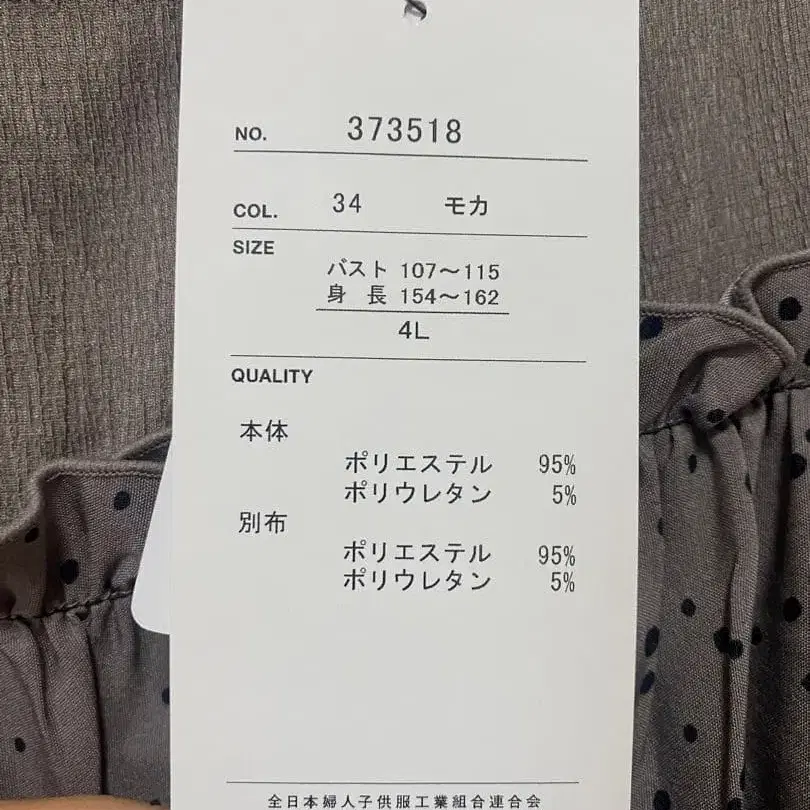 NO. 373518
COL. 34 モカ
SIZE
バスト 107～115
身 長 154～162
4L
QUALITY
本体
ポリエステル 95%
ポリウレタン 5%
別布
ポリエステル 95%
ポリウレタン 5%
全日本婦人子供服工業組合連合会